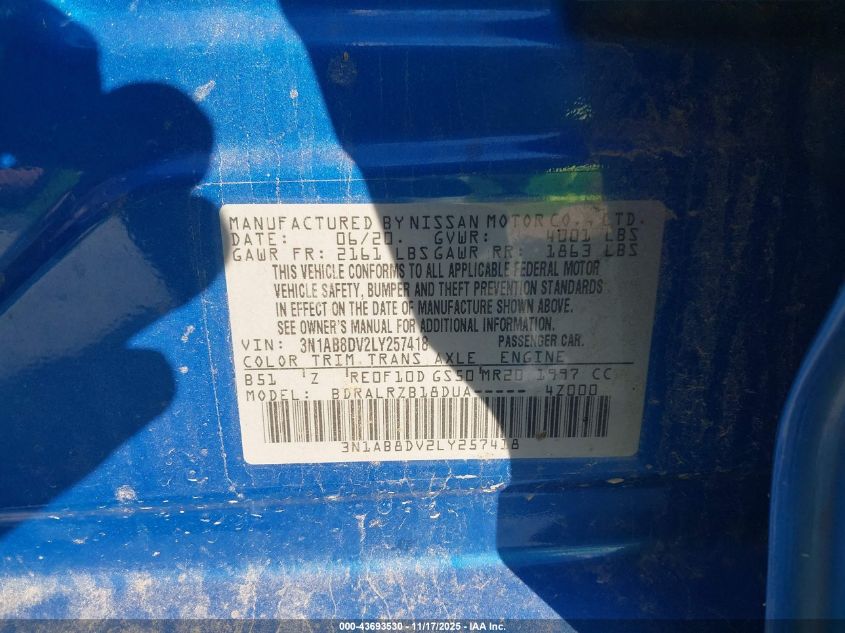 MANUFACTURED BY NISSAN MOTOR CO., LTD.
DATE: 06/20. GVWR: 4001 LBS
GAWR FR: 2161 LBS GAWR RR: 1863 LBS
THIS VEHICLE CONFORMS TO ALL APPLICABLE FEDERAL MOTOR
VEHICLE SAFETY, BUMPER AND THEFT PREVENTION STANDARDS
IN EFFECT ON THE DATE OF MANUFACTURE SHOWN ABOVE.
SEE OWNER'S MANUAL FOR ADDITIONAL INFORMATION
VIN: 3N1AB8DV2LY257418 PASSENGER CAR.
COLOR TRIM TRANS AXLE ENGINE
B51 Z RE0F10D GS50 MR20 1997 CC
MODEL: BDRALRZB18DUA----- 4Z000
3N1AB8DV2LY257418
000-43693530 - 11/17/2025 - IAA Inc.